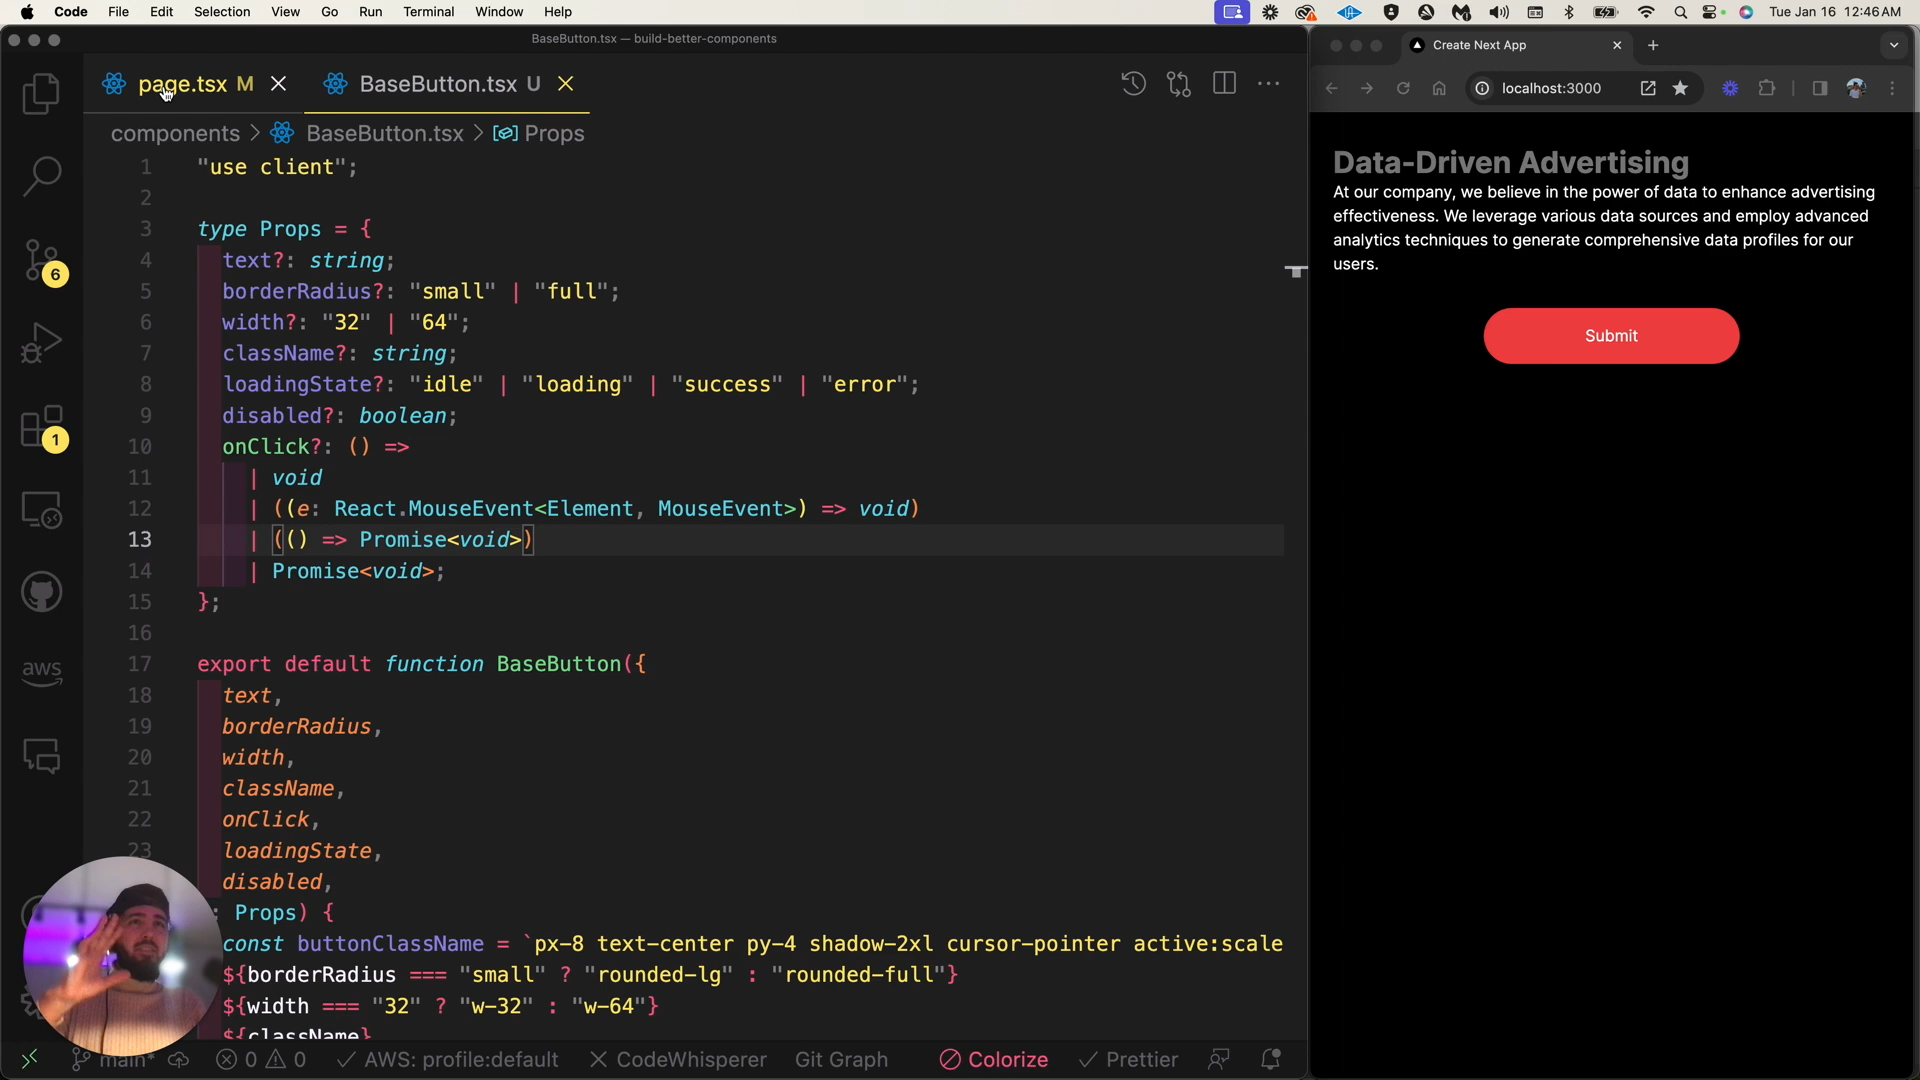 Code File Edit Selection View Go Run Terminal Window Help
Tue Jan 16 12:46 AM
BaseButton.tsx — build-better-components
page.tsx M
BaseButton.tsx U
components > BaseButton.tsx > Props
1 "use client";
2
3 type Props = {
4 text?: string;
5 borderRadius?: "small" | "full";
6 width?: "32" | "64";
7 className?: string;
8 loadingState?: "idle" | "loading" | "success" | "error";
9 disabled?: boolean;
10 onClick?: () =>
11 | void
12 | ((e: React.MouseEvent<Element, MouseEvent>) => void)
13 | (() => Promise<void>)
14 | Promise<void>;
15 };
16
17 export default function BaseButton({
18 text,
19 borderRadius,
20 width,
21 className,
22 onClick,
23 loadingState,
disabled,
: Props) {
const buttonClassName = `px-8 text-center py-4 shadow-2xl cursor-pointer active:scale
${borderRadius === "small" ? "rounded-lg" : "rounded-full"}
${width === "32" ? "w-32" : "w-64"}
${className}
6
1
aws
main* 0 0 AWS: profile:default CodeWhisperer Git Graph Colorize Prettier
Create Next App
localhost:3000
Data-Driven Advertising
At our company, we believe in the power of data to enhance advertising
effectiveness. We leverage various data sources and employ advanced
analytics techniques to generate comprehensive data profiles for our
users.
Submit